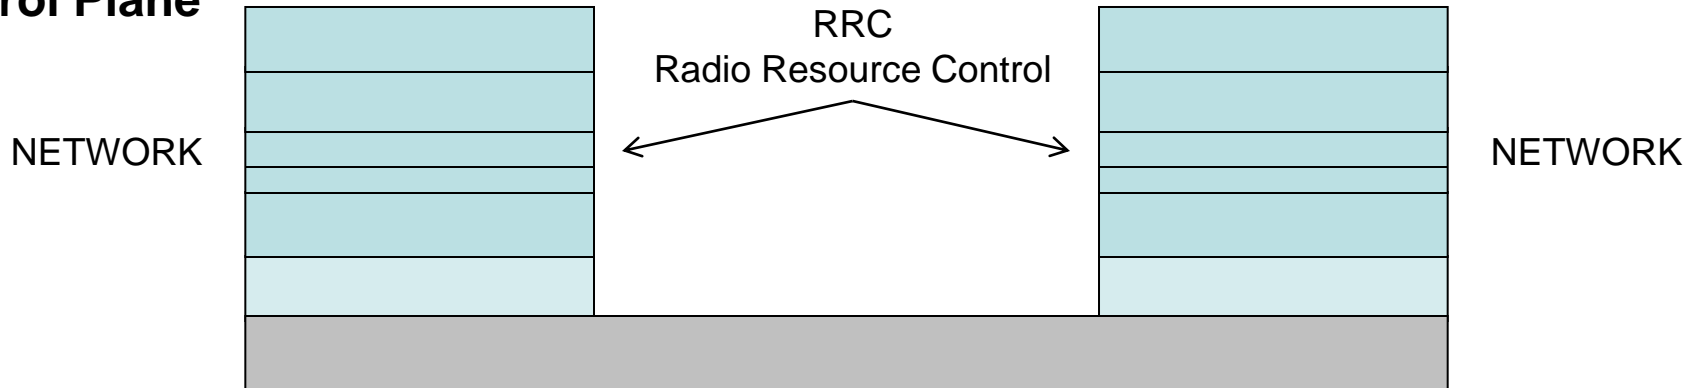 rol Plane
RRC
Radio Resource Control
NETWORK
NETWORK